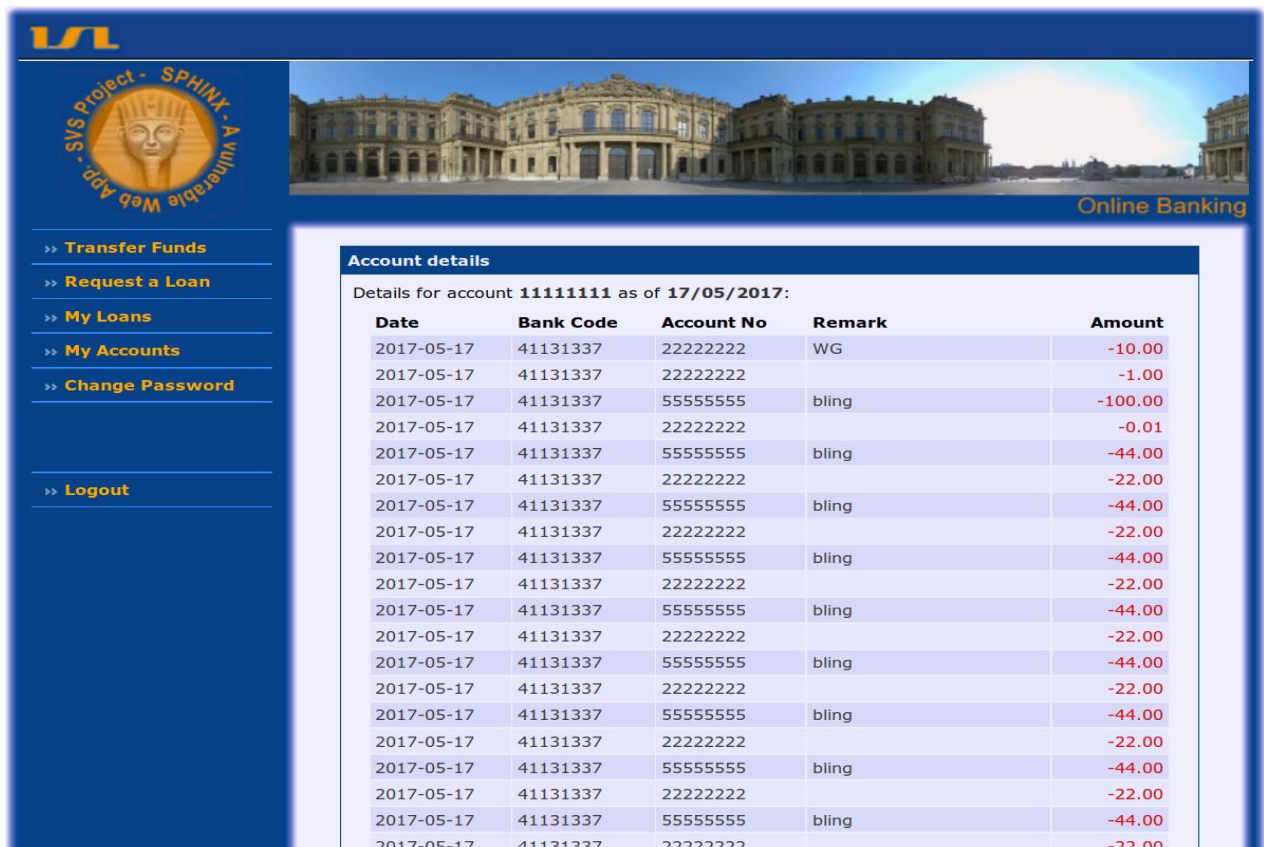 ISL
SVS Project - SPHINX - A vulnerable Web App. -
Online Banking
Transfer Funds
Request a Loan
My Loans
My Accounts
Change Password
Logout
Account details
Details for account 11111111 as of 17/05/2017:
Date Bank Code Account No Remark Amount
2017-05-17 41131337 22222222 WG -10.00
2017-05-17 41131337 22222222 -1.00
2017-05-17 41131337 55555555 bling -100.00
2017-05-17 41131337 22222222 -0.01
2017-05-17 41131337 55555555 bling -44.00
2017-05-17 41131337 22222222 -22.00
2017-05-17 41131337 55555555 bling -44.00
2017-05-17 41131337 22222222 -22.00
2017-05-17 41131337 55555555 bling -44.00
2017-05-17 41131337 22222222 -22.00
2017-05-17 41131337 55555555 bling -44.00
2017-05-17 41131337 22222222 -22.00
2017-05-17 41131337 55555555 bling -44.00
2017-05-17 41131337 22222222 -22.00
2017-05-17 41131337 55555555 bling -44.00
2017-05-17 41131337 22222222 -22.00
2017-05-17 41131337 55555555 bling -44.00
2017-05-17 41131337 22222222 -22.00
2017-05-17 41131337 55555555 bling -44.00
2017-05-17 41131337 22222222 -22.00